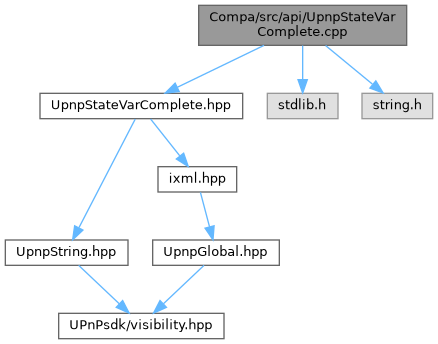 Compa/src/api/UpnpStateVar
Complete.cpp
UpnpStateVarComplete.hpp
stdlib.h
string.h
ixml.hpp
UpnpString.hpp
UpnpGlobal.hpp
UPnPsdk/visibility.hpp